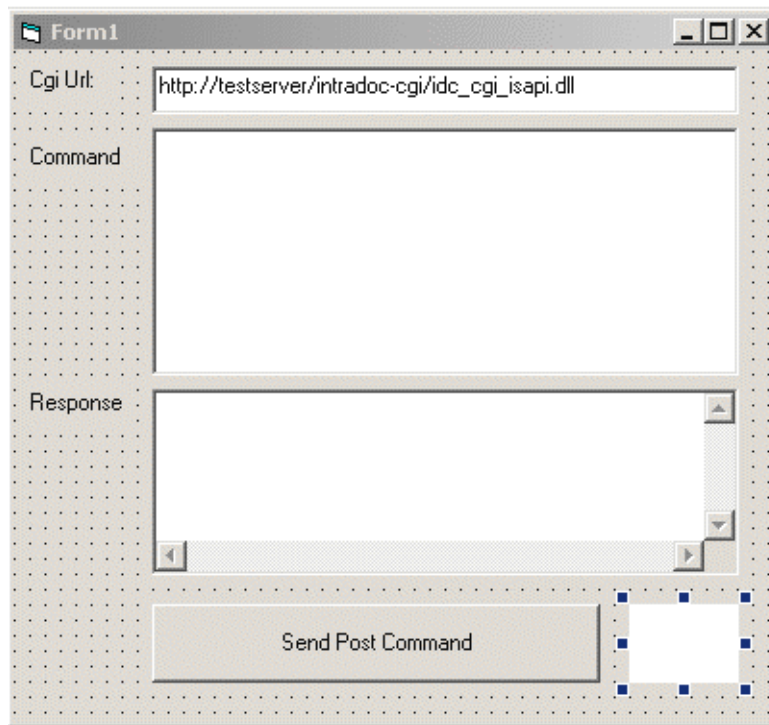 Form1
Cgi Url:
http://testserver/intradoc-cgi/idc_cgi_isapi.dll
Command
Response
Send Post Command